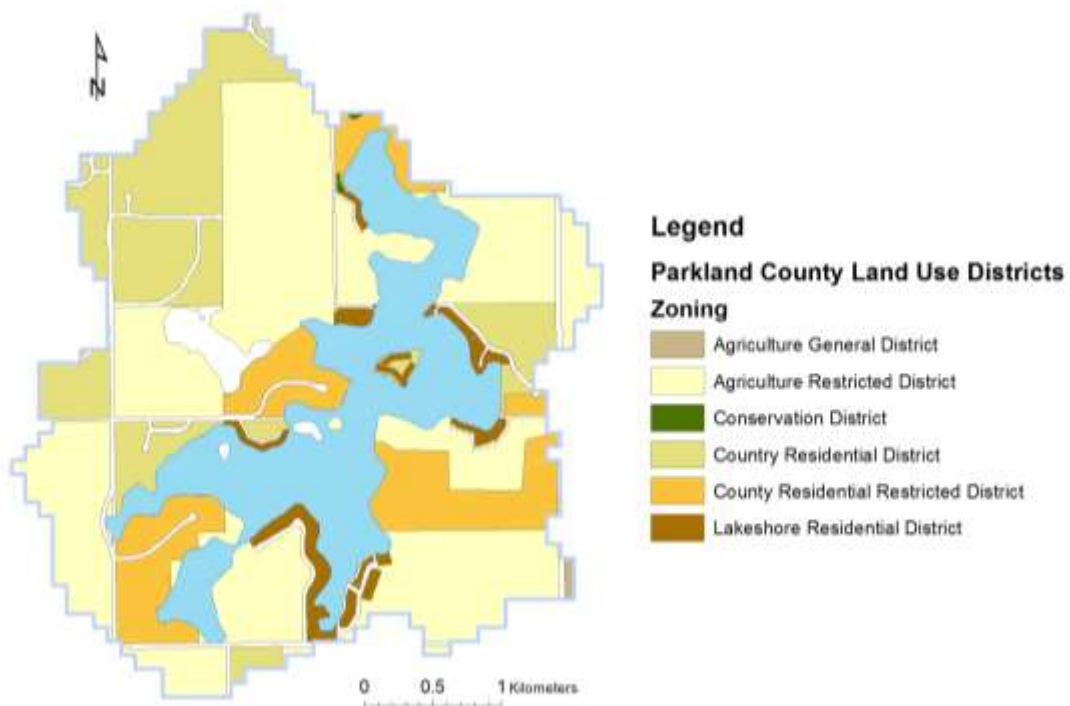 N
Legend
Parkland County Land Use Districts
Zoning
Agriculture General District
Agriculture Restricted District
Conservation District
Country Residential District
County Residential Restricted District
Lakeshore Residential District
0 0.5 1 Kilometers